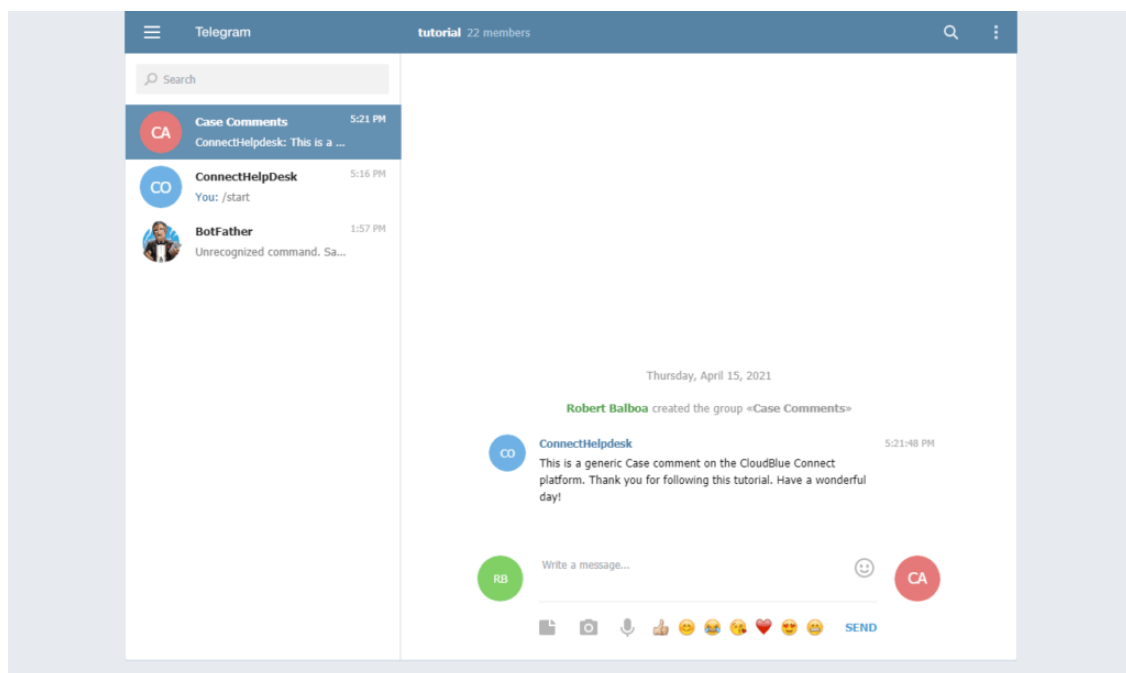 Telegram
tutorial 22 members
Search
CA
Case Comments 5:21 PM
ConnectHelpdesk: This is a ...
CO
ConnectHelpDesk 5:16 PM
You: /start
BotFather 1:57 PM
Unrecognized command. Sa...
Thursday, April 15, 2021
Robert Balboa created the group «Case Comments»
CO
ConnectHelpdesk 5:21:48 PM
This is a generic Case comment on the CloudBlue Connect
platform. Thank you for following this tutorial. Have a wonderful
day!
RB
Write a message...
CA
SEND